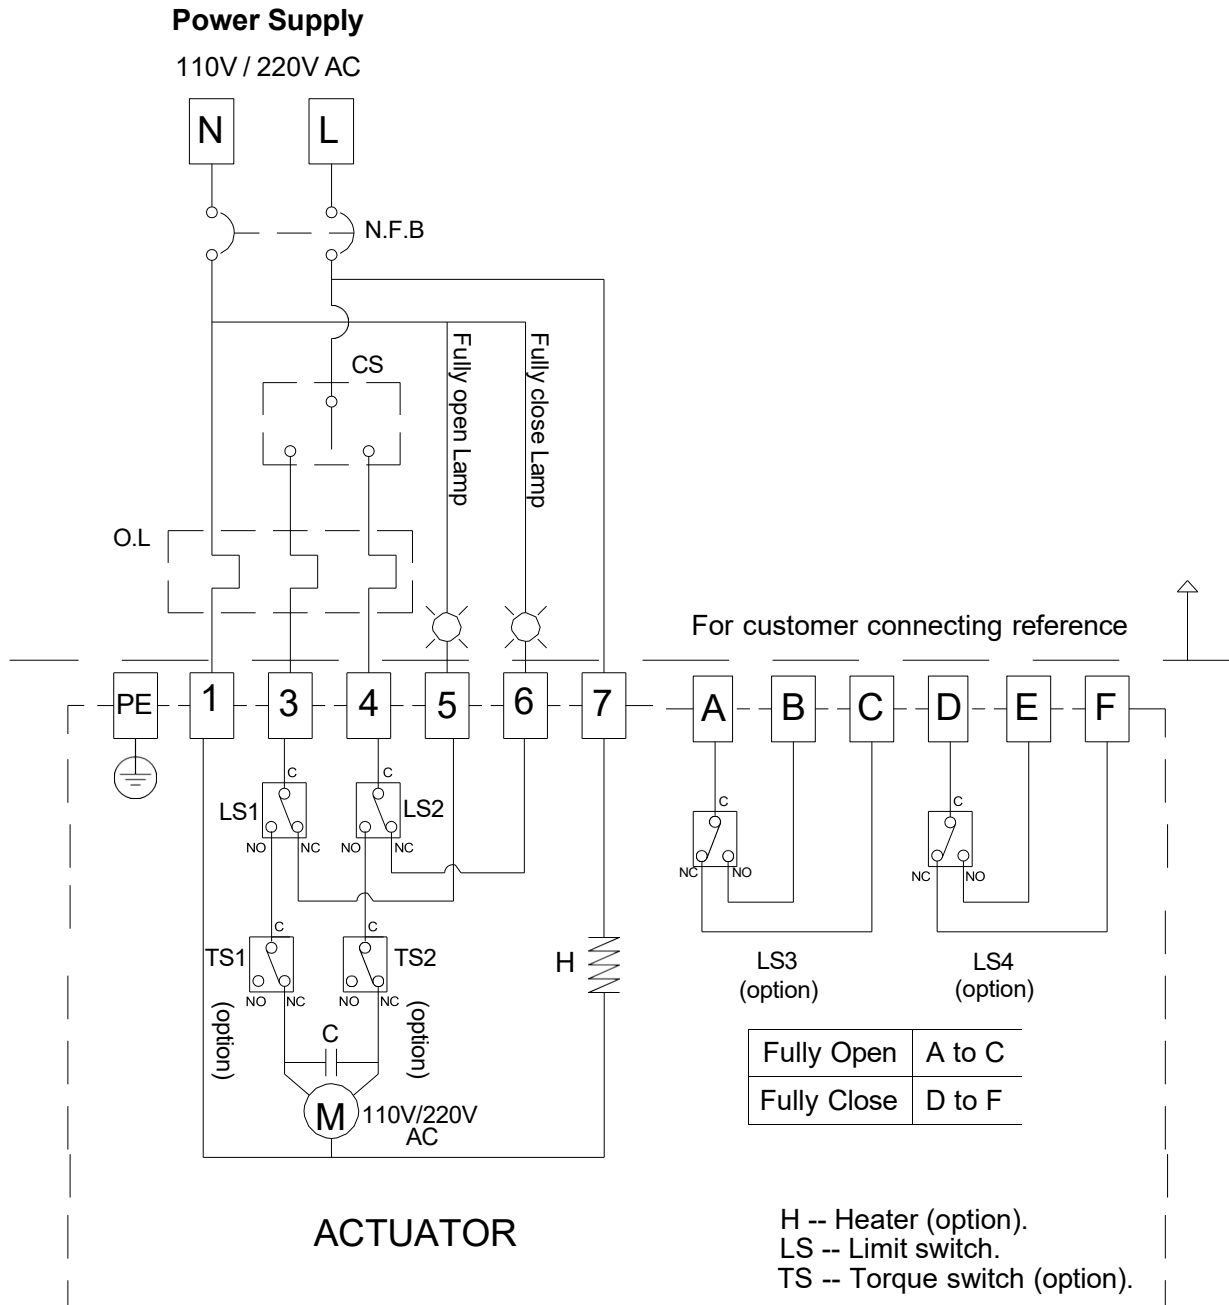 Power Supply
110V / 220V AC
N
L
N.F.B
CS
Fully open Lamp
Fully close Lamp
O.L
For customer connecting reference
PE
1
3
4
5
6
7
A
B
C
D
E
F
C
C
LS1
LS2
NO
NC
NO
NC
C
NC
NO
C
NC
NO
C
C
TS1
TS2
NO
NC
NO
NC
(option)
(option)
H
LS3
(option)
LS4
(option)
C
M
110V/220V
AC
Fully Open A to C
Fully Close D to F
ACTUATOR
H -- Heater (option).
LS -- Limit switch.
TS -- Torque switch (option).